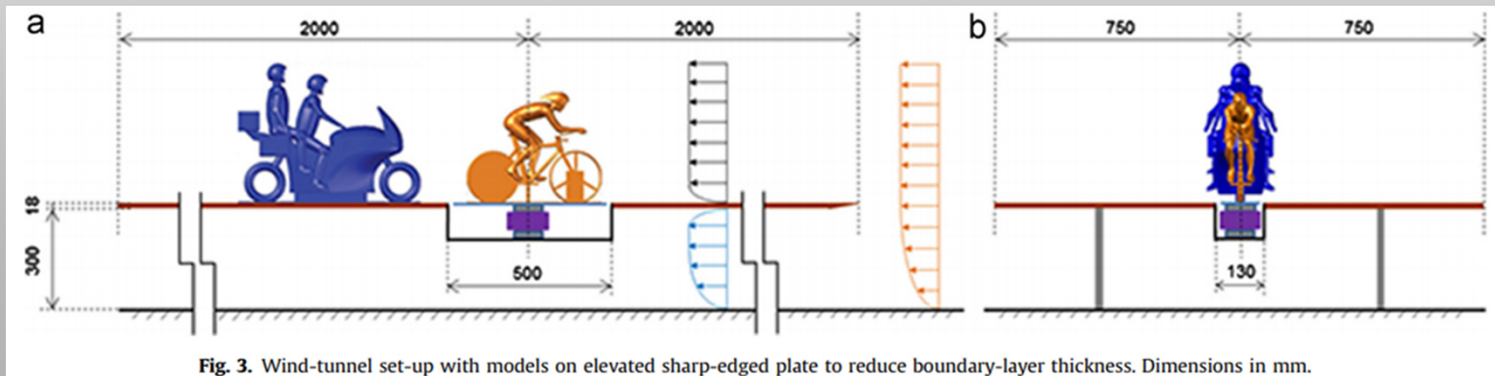 a
2000
2000
b
750
750
18
300
500
130
Fig. 3. Wind-tunnel set-up with models on elevated sharp-edged plate to reduce boundary-layer thickness. Dimensions in mm.